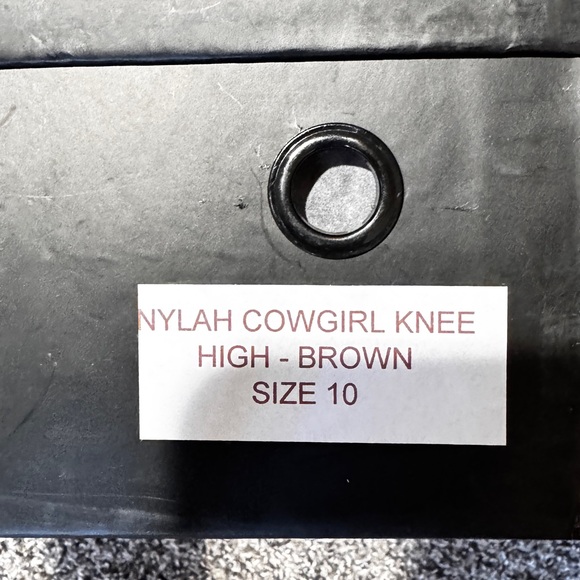 NYLAH COWGIRL KNEE
HIGH - BROWN
SIZE 10